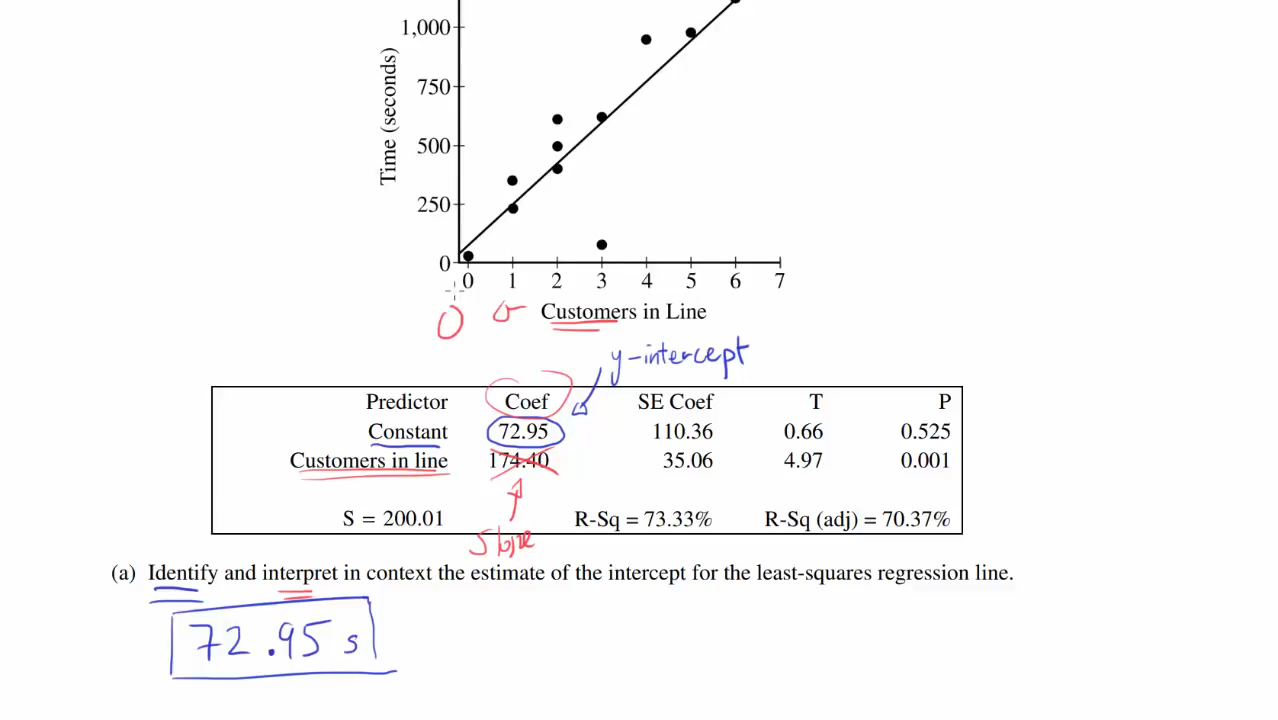 1,000
750
500
250
0
Time (seconds)
0 1 2 3 4 5 6 7
0
Customers in Line
y-intercept
Predictor Coef SE Coef T P
Constant 72.95 110.36 0.66 0.525
Customers in line 174.40 35.06 4.97 0.001
S = 200.01 R-Sq = 73.33% R-Sq (adj) = 70.37%
Slope
(a) Identify and interpret in context the estimate of the intercept for the least-squares regression line.
72.95 s